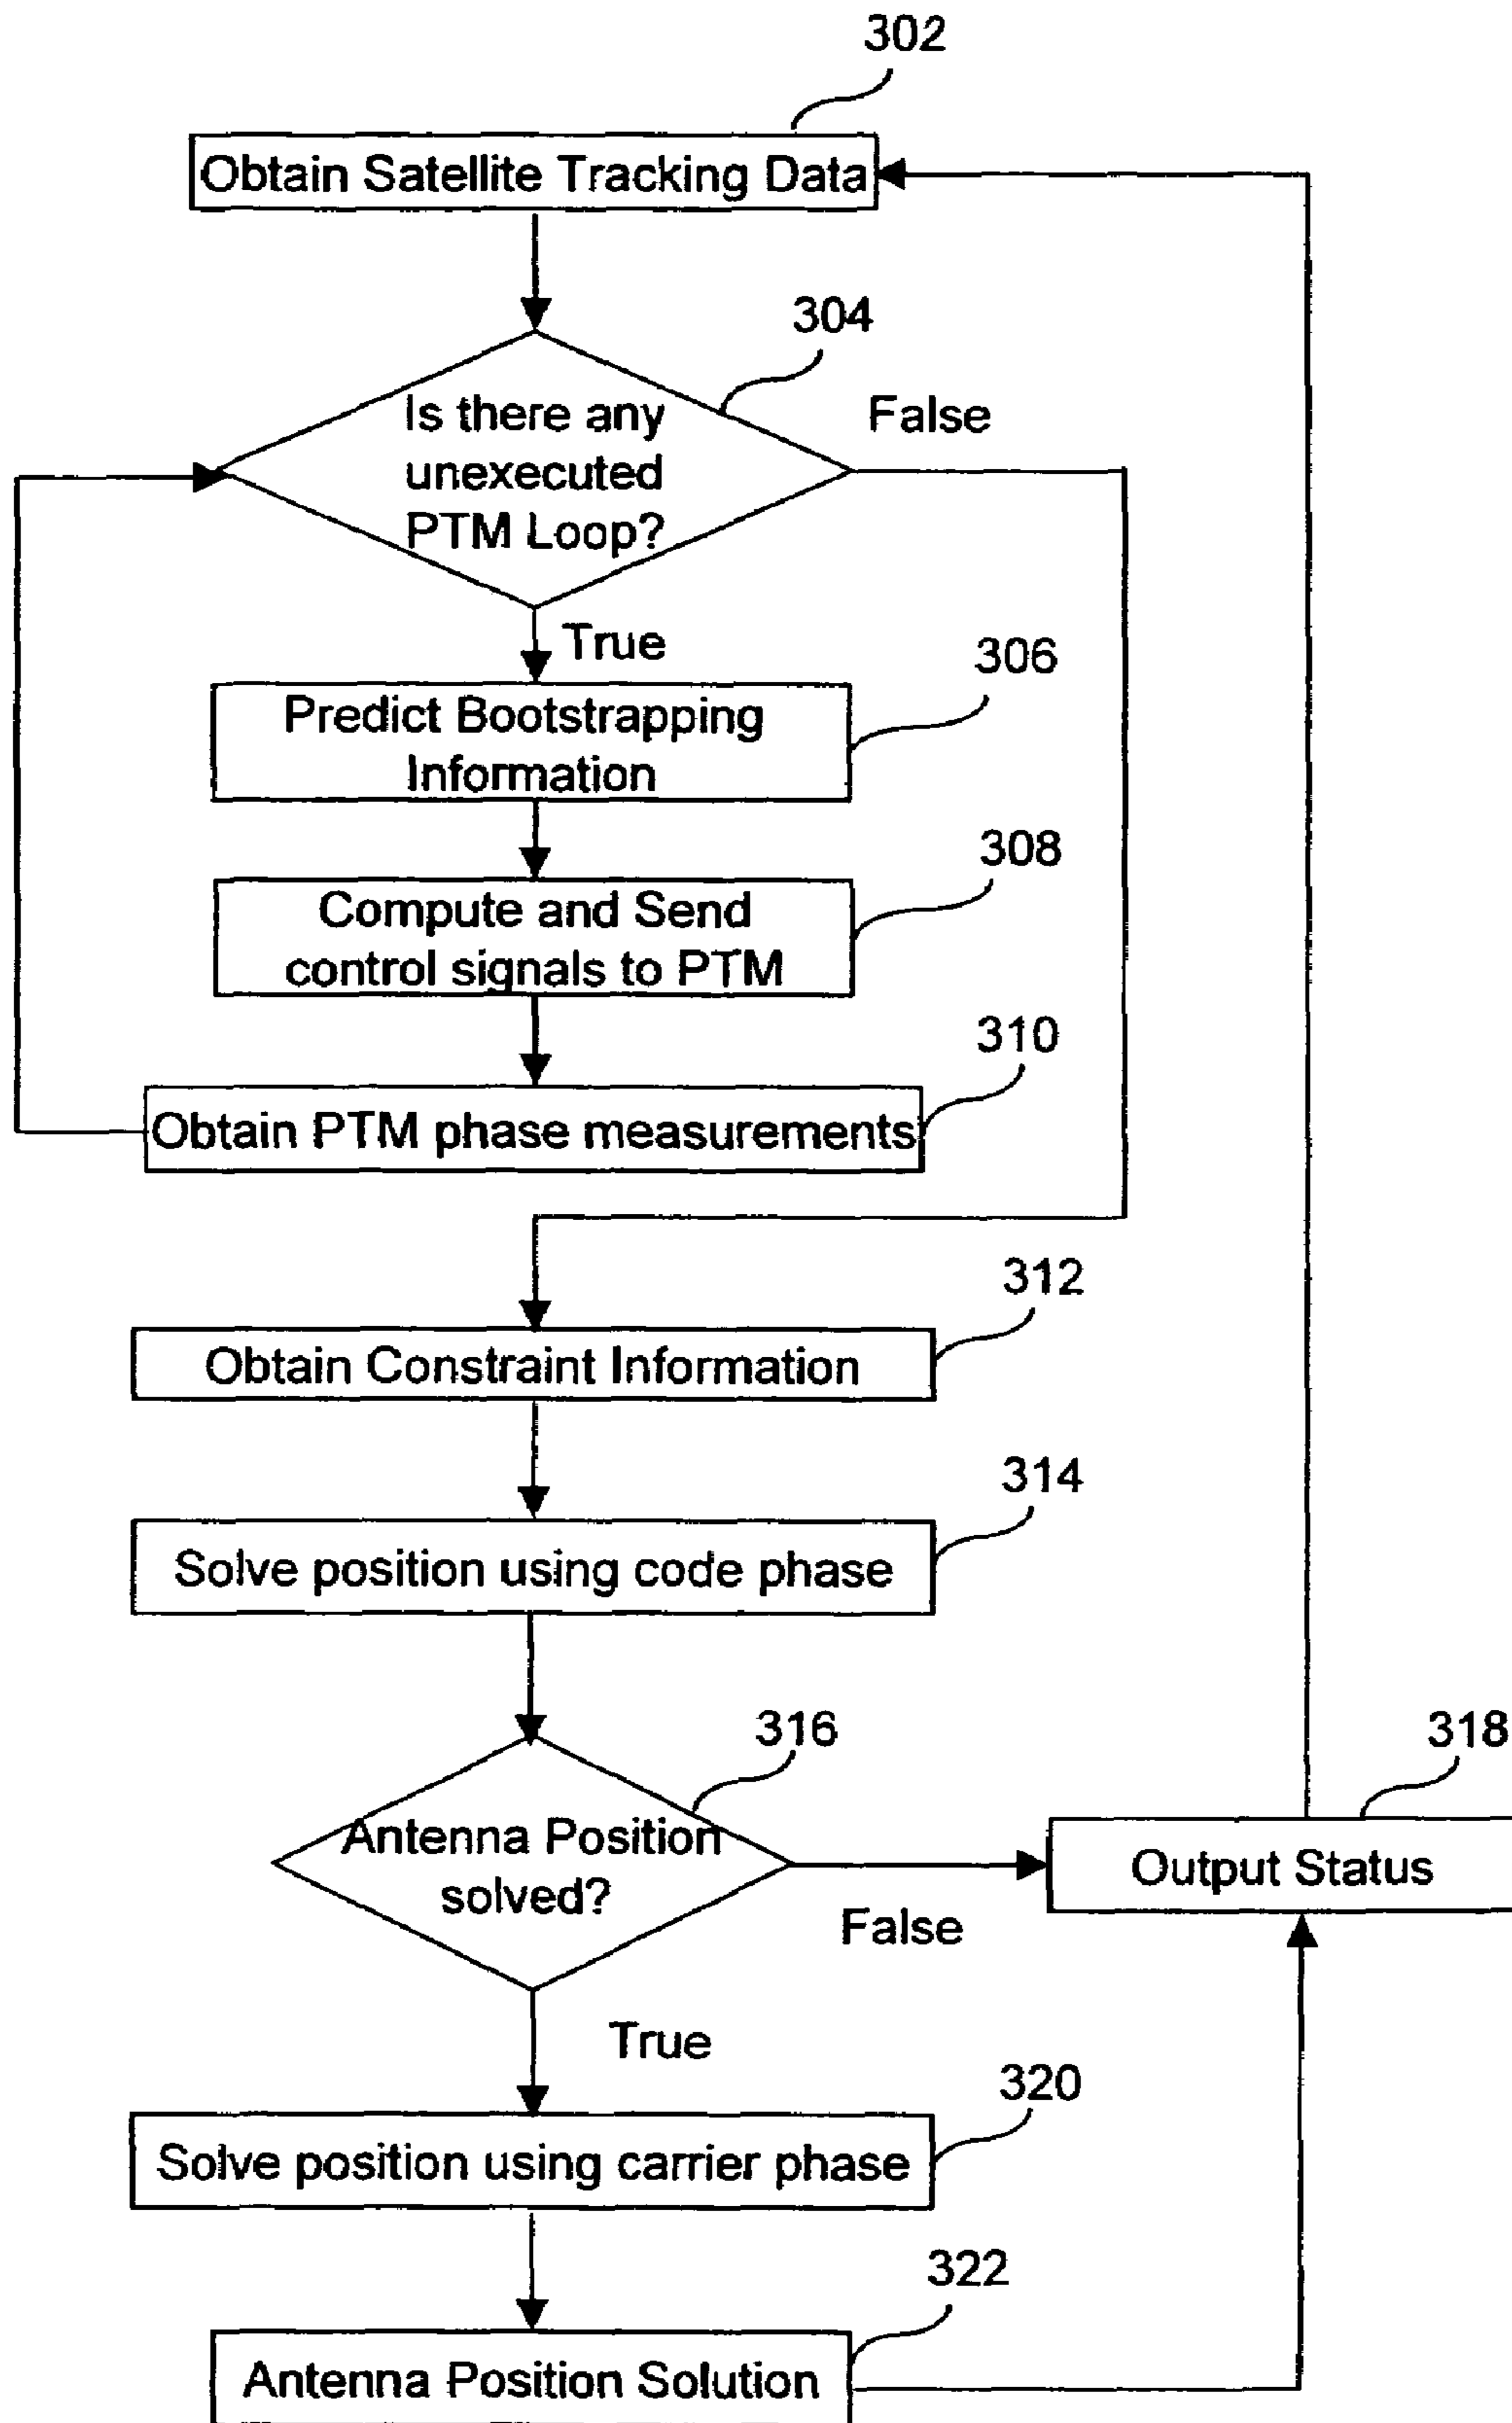 302
Obtain Satellite Tracking Data
304
Is there any
unexecuted
PTM Loop?
False
True
306
Predict Bootstrapping
Information
308
Compute and Send
control signals to PTM
310
Obtain PTM phase measurements
312
Obtain Constraint Information
314
Solve position using code phase
316
Antenna Position
solved?
False
318
Output Status
True
320
Solve position using carrier phase
322
Antenna Position Solution